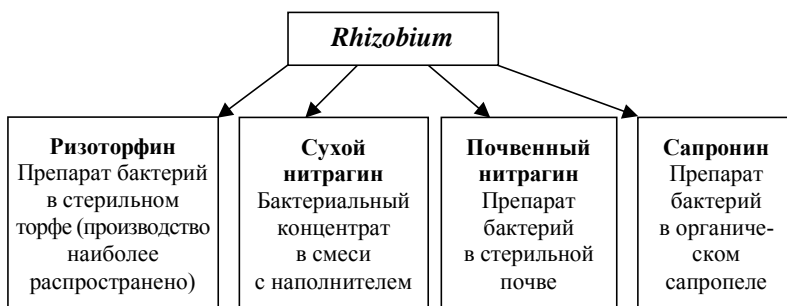 Rhizobium
Ризоторфин
Препарат бактерий
в стерильном
торфе (производство
наиболее
распространено)
Сухой
нитрагин
Бактериальный
концентрат
в смеси
с наполнителем
Почвенный
нитрагин
Препарат
бактерий
в стерильной
почве
Сапронин
Препарат
бактерий
в органиче-
ском
сапропеле